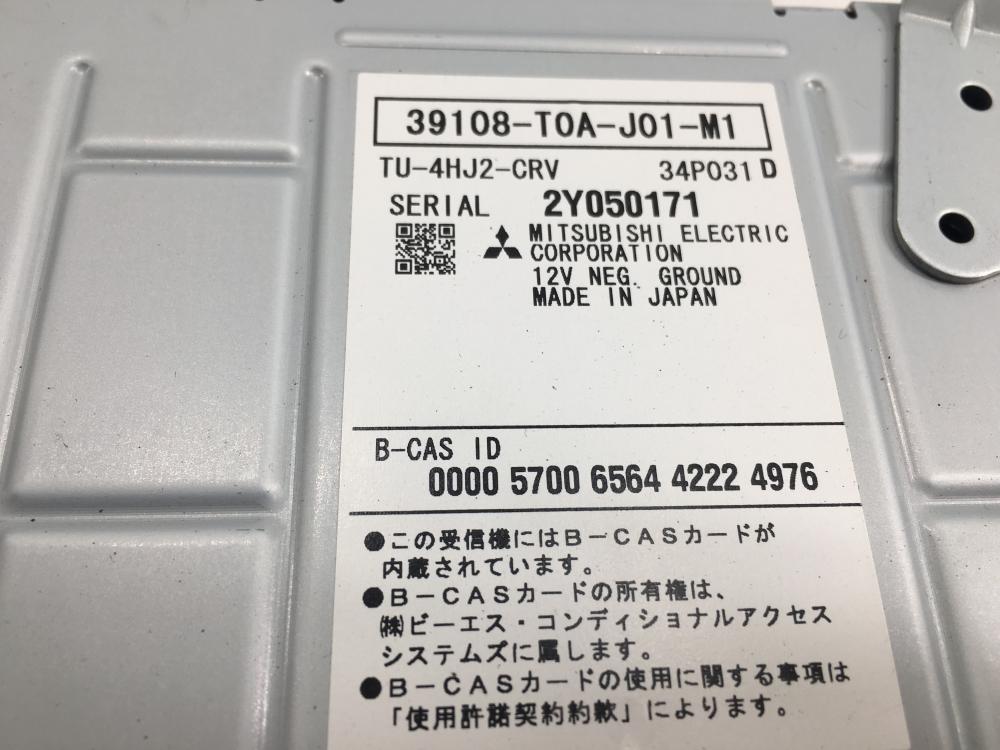 39108-T0A-J01-M1
TU-4HJ2-CRV 34P031 D
SERIAL 2Y050171
MITSUBISHI ELECTRIC
CORPORATION
12V NEG. GROUND
MADE IN JAPAN
B-CAS ID
0000 5700 6564 4222 4976
●この受信機にはB－CASカードが
内蔵されています。
●B－CASカードの所有権は、
㈱ビーエス・コンディショナルアクセス
システムズに属します。
●B－CASカードの使用に関する事項は
「使用許諾契約約款」によります。